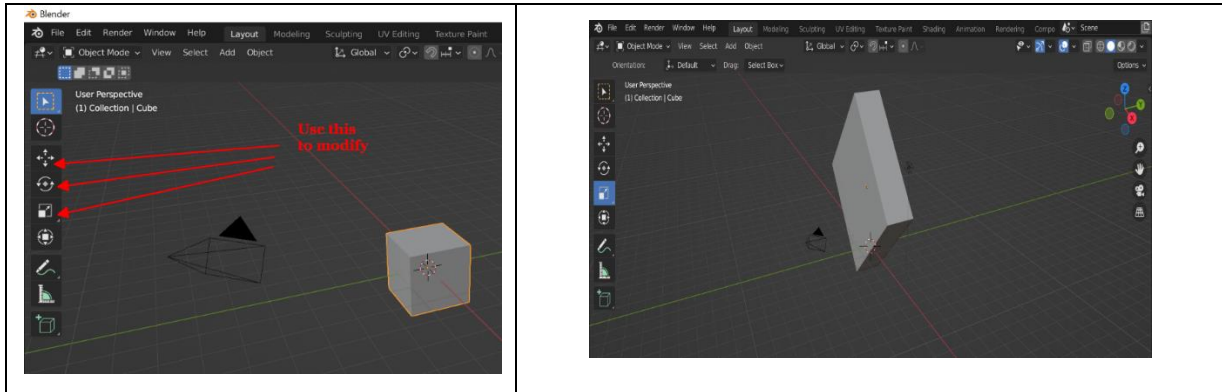 Blender
File Edit Render Window Help Layout Modeling Sculpting UV Editing Texture Paint
Object Mode View Select Add Object Global
User Perspective
(1) Collection | Cube
Use this
to modify
File Edit Render Window Help Layout Modeling Sculpting UV Editing Texture Paint Shading Animation Rendering Compo Scene
Object Mode View Select Add Object Global
Orientation: Default Drag: Select Box Options
User Perspective
(1) Collection | Cube
Z
Y
X